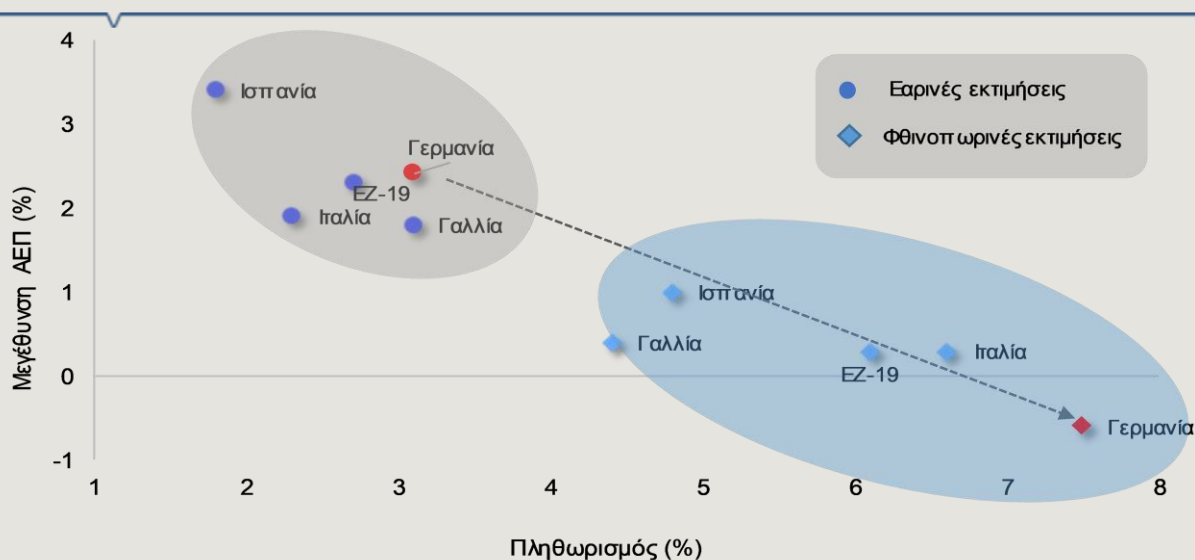 4
3
2
1
0
-1
Μεγέθυνση ΑΕΠ (%)
Ισπανία
Γερμανία
ΕΖ-19
Ιταλία
Γαλλία
Εαρινές εκτιμήσεις
Φθινοπωρινές εκτιμήσεις
Ισπανία
Γαλλία
ΕΖ-19
Ιταλία
Γερμανία
1 2 3 4 5 6 7 8
Πληθωρισμός (%)